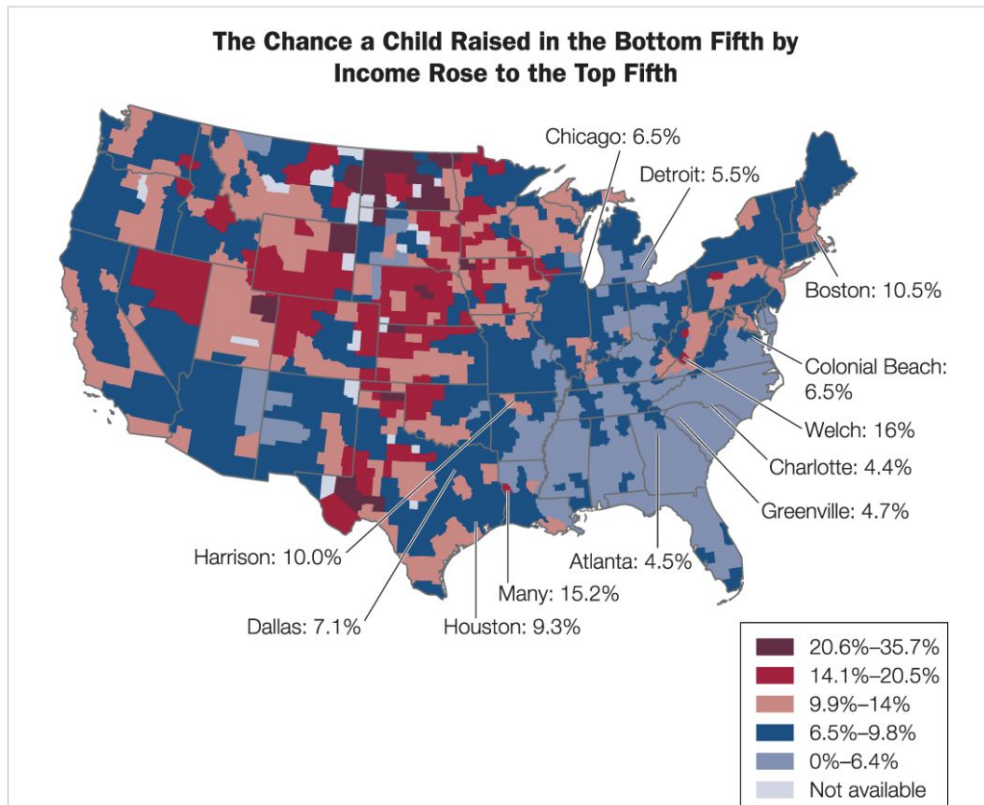 The Chance a Child Raised in the Bottom Fifth by
Income Rose to the Top Fifth
Chicago: 6.5%
Detroit: 5.5%
Boston: 10.5%
Colonial Beach:
6.5%
Welch: 16%
Charlotte: 4.4%
Greenville: 4.7%
Atlanta: 4.5%
Harrison: 10.0%
Many: 15.2%
Dallas: 7.1%
Houston: 9.3%
20.6%–35.7%
14.1%–20.5%
9.9%–14%
6.5%–9.8%
0%–6.4%
Not available